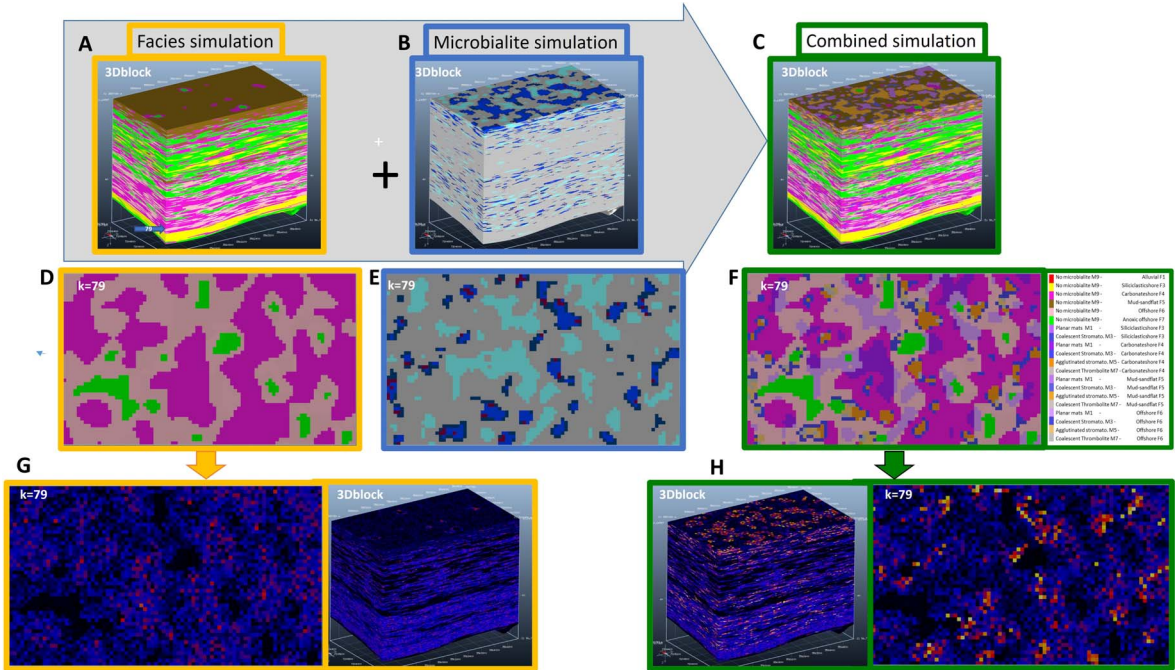 A
Facies simulation
B
Microbialite simulation
C
Combined simulation
3Dblock
3Dblock
3Dblock
+
+
79
D
k=79
E
k=79
F
k=79
No microbialite M9 - Alluvial F1
No microbialite M9 - Siliciclasticshore F3
No microbialite M9 - Carbonateshore F4
No microbialite M9 - Mud-sandflat F5
No microbialite M9 - Offshore F6
No microbialite M9 - Anoxic offshore F7
Planar mats M1 - Siliciclasticshore F3
Coalescent Stromato. M3 - Siliciclasticshore F3
Planar mats M1 - Carbonateshore F4
Coalescent Stromato. M3 - Carbonateshore F4
Agglutinated stromato. M5 - Carbonateshore F4
Coalescent Thrombolite M7 - Carbonateshore F4
Planar mats M1 - Mud-sandflat F5
Coalescent Stromato. M3 - Mud-sandflat F5
Agglutinated stromato. M5 - Mud-sandflat F5
Coalescent Thrombolite M7 - Mud-sandflat F5
Planar mats M1 - Offshore F6
Coalescent Stromato. M3 - Offshore F6
Agglutinated stromato. M5 - Offshore F6
Coalescent Thrombolite M7 - Offshore F6
G
k=79
3Dblock
H
3Dblock
k=79